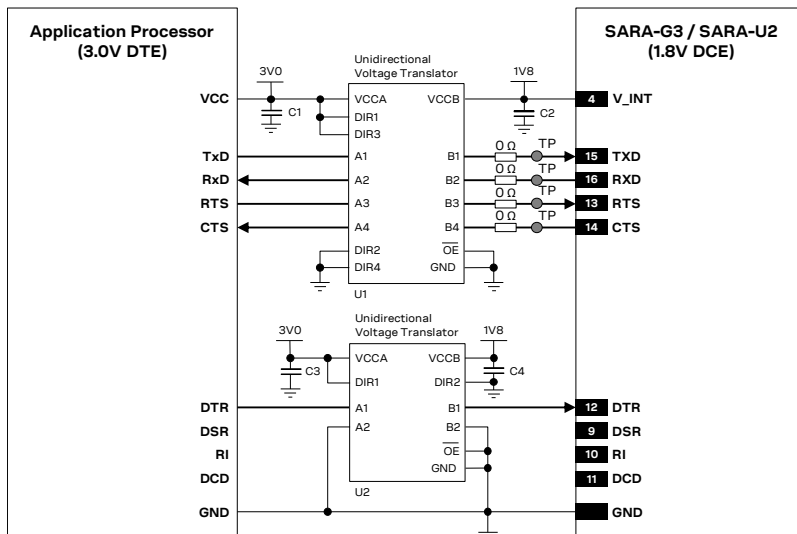 Application Processor
(3.0V DTE)
SARA-G3 / SARA-U2
(1.8V DCE)
Unidirectional
Voltage Translator
3V0
1V8
VCC
VCCA
VCCB
4 V_INT
C1
DIR1
C2
DIR3
0 Ω TP
TxD A1 B1 15 TXD
0 Ω TP
RxD A2 B2 16 RXD
0 Ω TP
RTS A3 B3 13 RTS
0 Ω TP
CTS A4 B4 14 CTS
DIR2 OE
DIR4 GND
U1
Unidirectional
Voltage Translator
3V0
1V8
VCCA VCCB
C3 C4
DIR1 DIR2
DTR A1 B1 12 DTR
A2 B2
DSR 9 DSR
OE
RI 10 RI
GND
DCD 11 DCD
U2
GND GND